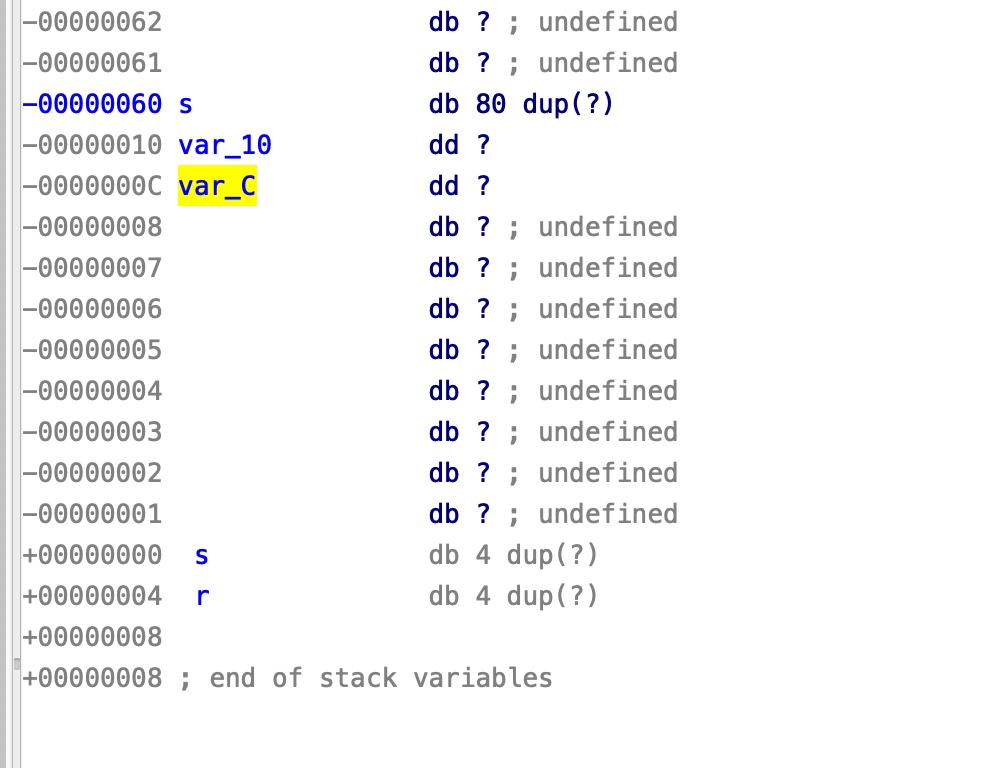 -00000062 db ? ; undefined
-00000061 db ? ; undefined
-00000060 s db 80 dup(?)
-00000010 var_10 dd ?
-0000000C var_C dd ?
-00000008 db ? ; undefined
-00000007 db ? ; undefined
-00000006 db ? ; undefined
-00000005 db ? ; undefined
-00000004 db ? ; undefined
-00000003 db ? ; undefined
-00000002 db ? ; undefined
-00000001 db ? ; undefined
+00000000 s db 4 dup(?)
+00000004 r db 4 dup(?)
+00000008
+00000008 ; end of stack variables